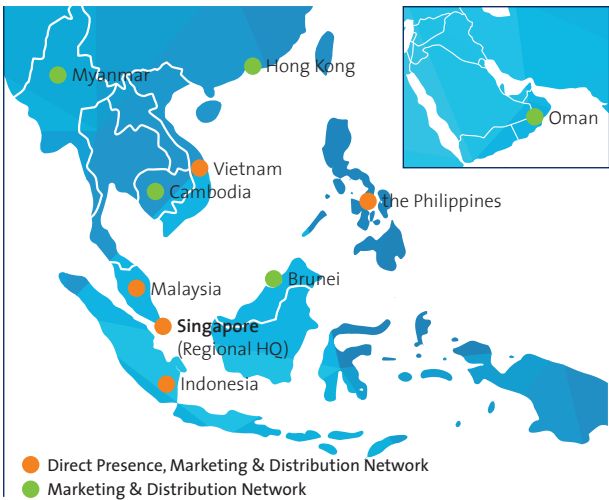 Hong Kong
Myanmar
Oman
Vietnam
Cambodia
the Philippines
Brunei
Malaysia
Singapore
(Regional HQ)
Indonesia
Direct Presence, Marketing & Distribution Network
Marketing & Distribution Network